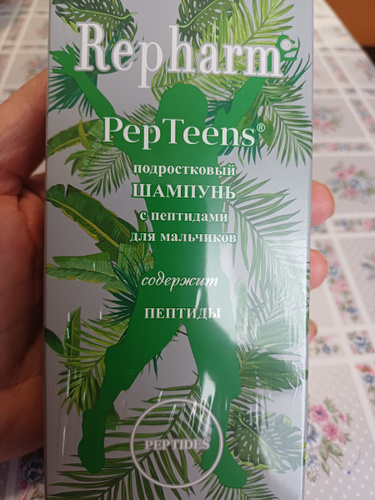 Repharm®
PepTeens®
подростковый
ШАМПУНЬ
с пептидами
для мальчиков
содержит
ПЕПТИДЫ
PEPTIDES